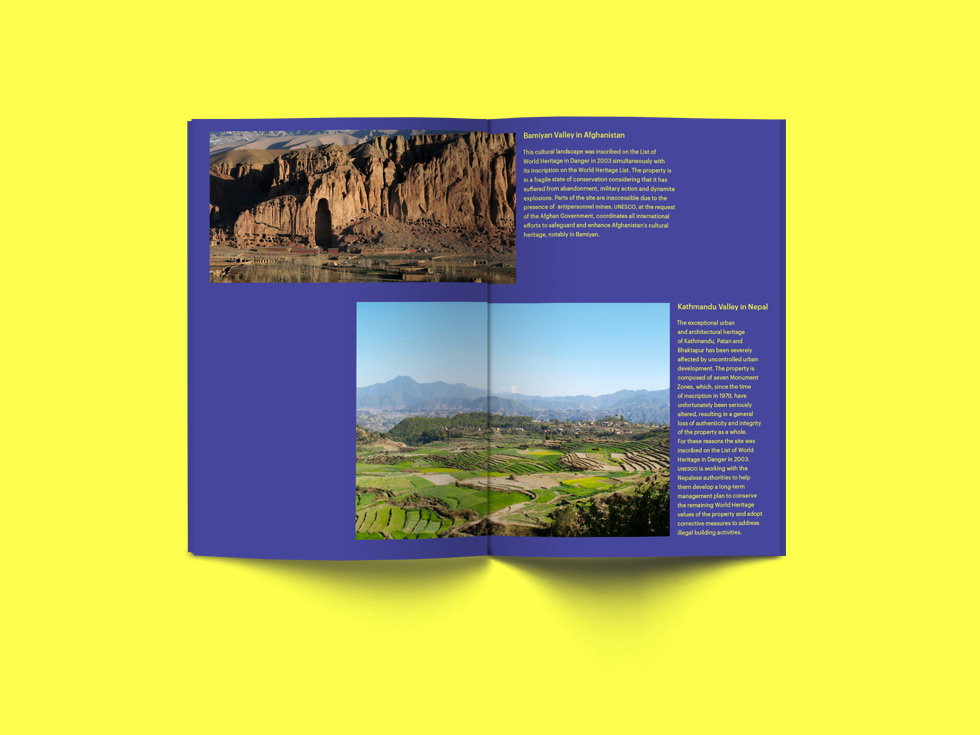 Bamiyan Valley in Afghanistan
This cultural landscape was inscribed on the List of
World Heritage in Danger in 2003 simultaneously with
its inscription on the World Heritage List. The property is
in a fragile state of conservation considering that it has
suffered from abandonment, military action and dynamite
explosions. Parts of the site are inaccessible due to the
presence of antipersonnel mines. UNESCO, at the request
of the Afghan Government, coordinates all international
efforts to safeguard and enhance Afghanistan's cultural
heritage, notably in Bamiyan.
Kathmandu Valley in Nepal
The exceptional urban
and architectural heritage
of Kathmandu, Patan and
Bhaktapur has been severely
affected by uncontrolled urban
development. The property is
composed of seven Monument
Zones, which, since the time
of inscription in 1979, have
unfortunately been seriously
altered, resulting in a general
loss of authenticity and integrity
of the property as a whole.
For these reasons the site was
inscribed on the List of World
Heritage in Danger in 2003.
UNESCO is working with the
Nepalese authorities to help
them develop a long-term
management plan to conserve
the remaining World Heritage
values of the property and adopt
corrective measures to address
illegal building activities.